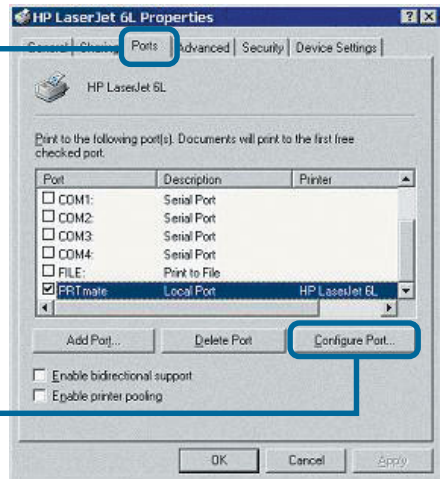 HP LaserJet 6L Properties
General Sharing Ports Advanced Security Device Settings
HP LaserJet 6L
Print to the following port(s). Documents will print to the first free
checked port.
Port Description Printer
COM1: Serial Port
COM2: Serial Port
COM3: Serial Port
COM4: Serial Port
FILE: Print to File
PRTmate Local Port HP LaserJet 6L
Add Port... Delete Port Configure Port...
Enable bidirectional support
Enable printer pooling
OK Cancel Apply